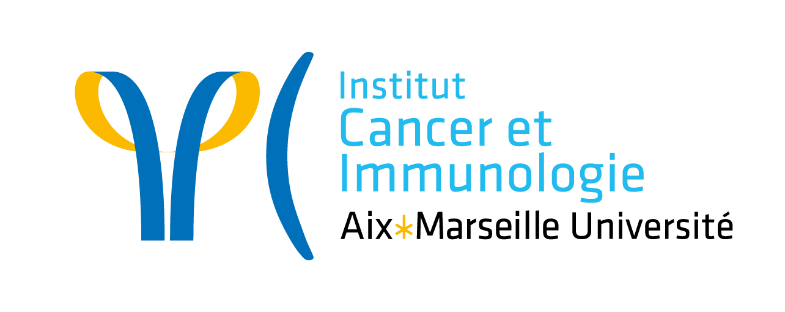 Institut
Cancer et
Immunologie
Aix*Marseille Université